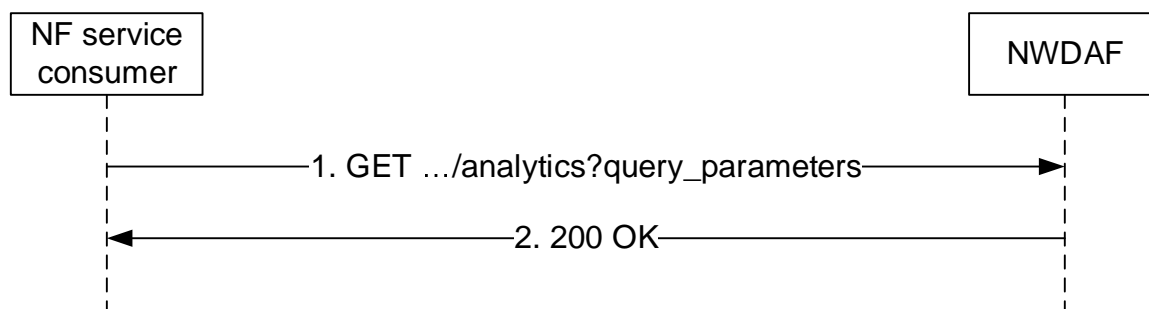 NF service
consumer
NWDAF
1. GET …/analytics?query_parameters
2. 200 OK